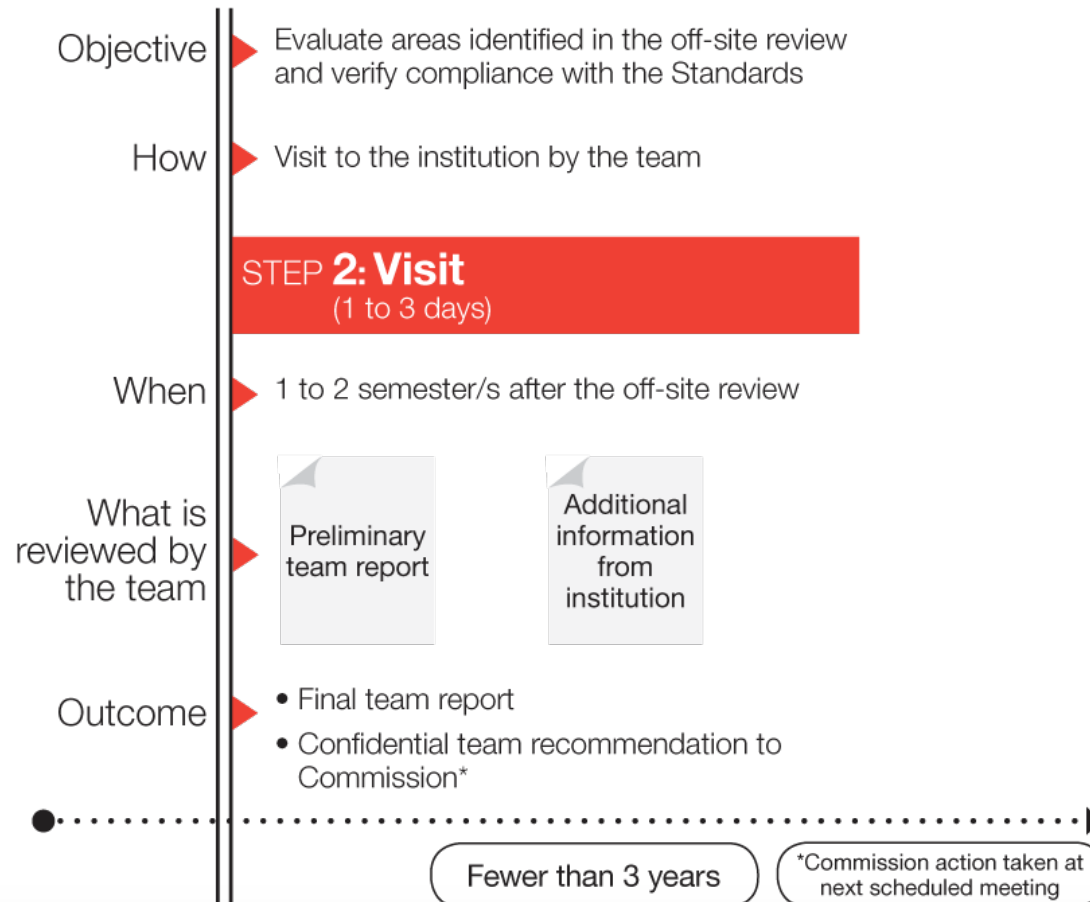 Objective
Evaluate areas identified in the off-site review
and verify compliance with the Standards
How
Visit to the institution by the team
STEP 2: Visit
(1 to 3 days)
When
1 to 2 semester/s after the off-site review
What is
reviewed by
the team
Preliminary
team report
Additional
information
from
institution
Outcome
• Final team report
• Confidential team recommendation to
Commission*
Fewer than 3 years
*Commission action taken at
next scheduled meeting